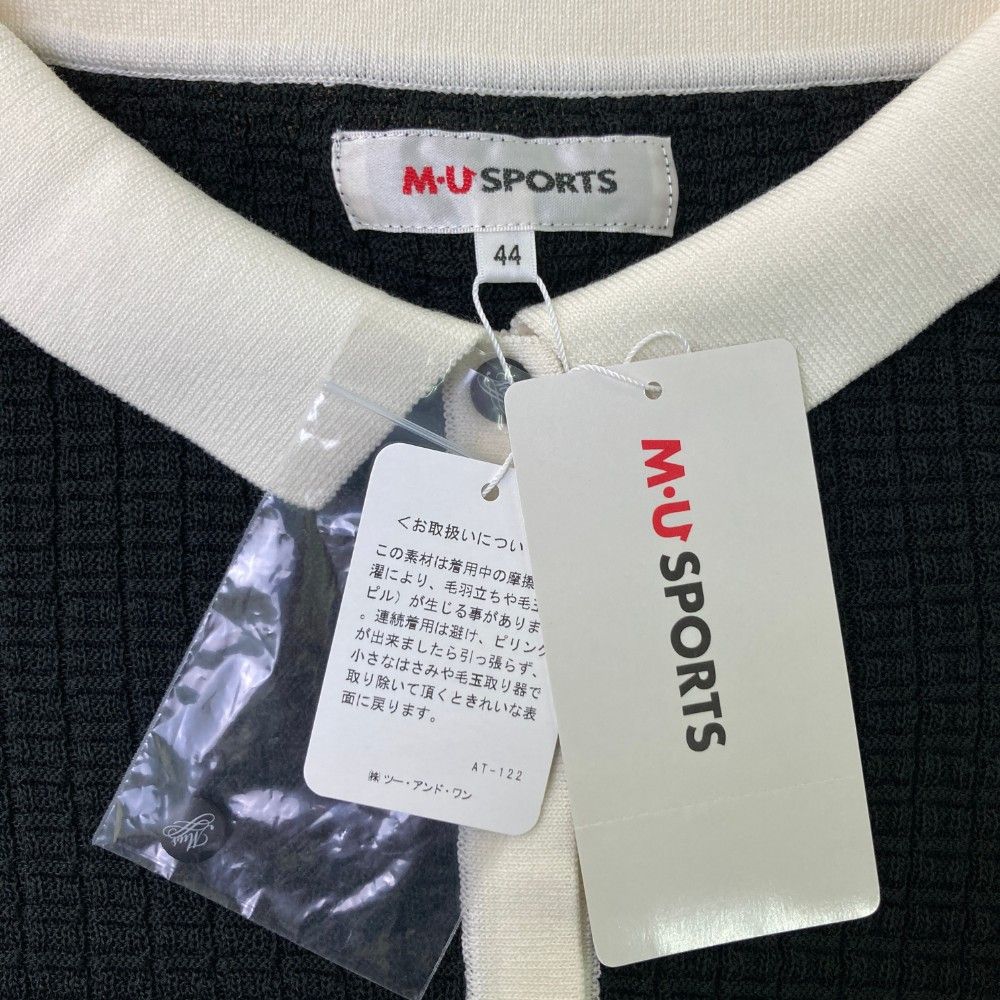 M・U SPORTS
44
M・U SPORTS
<お取扱いについ
この素材は着用中の摩擦
濯により、毛羽立ちや毛玉
ピル）が生じる事がありま
。連続着用は避け、ピリング
が出来ましたら引っ張らず、
小さなはさみや毛玉取り器で
取り除いて頂くときれいな表
面に戻ります。
AT-122
㈱ツー・アンド・ワン